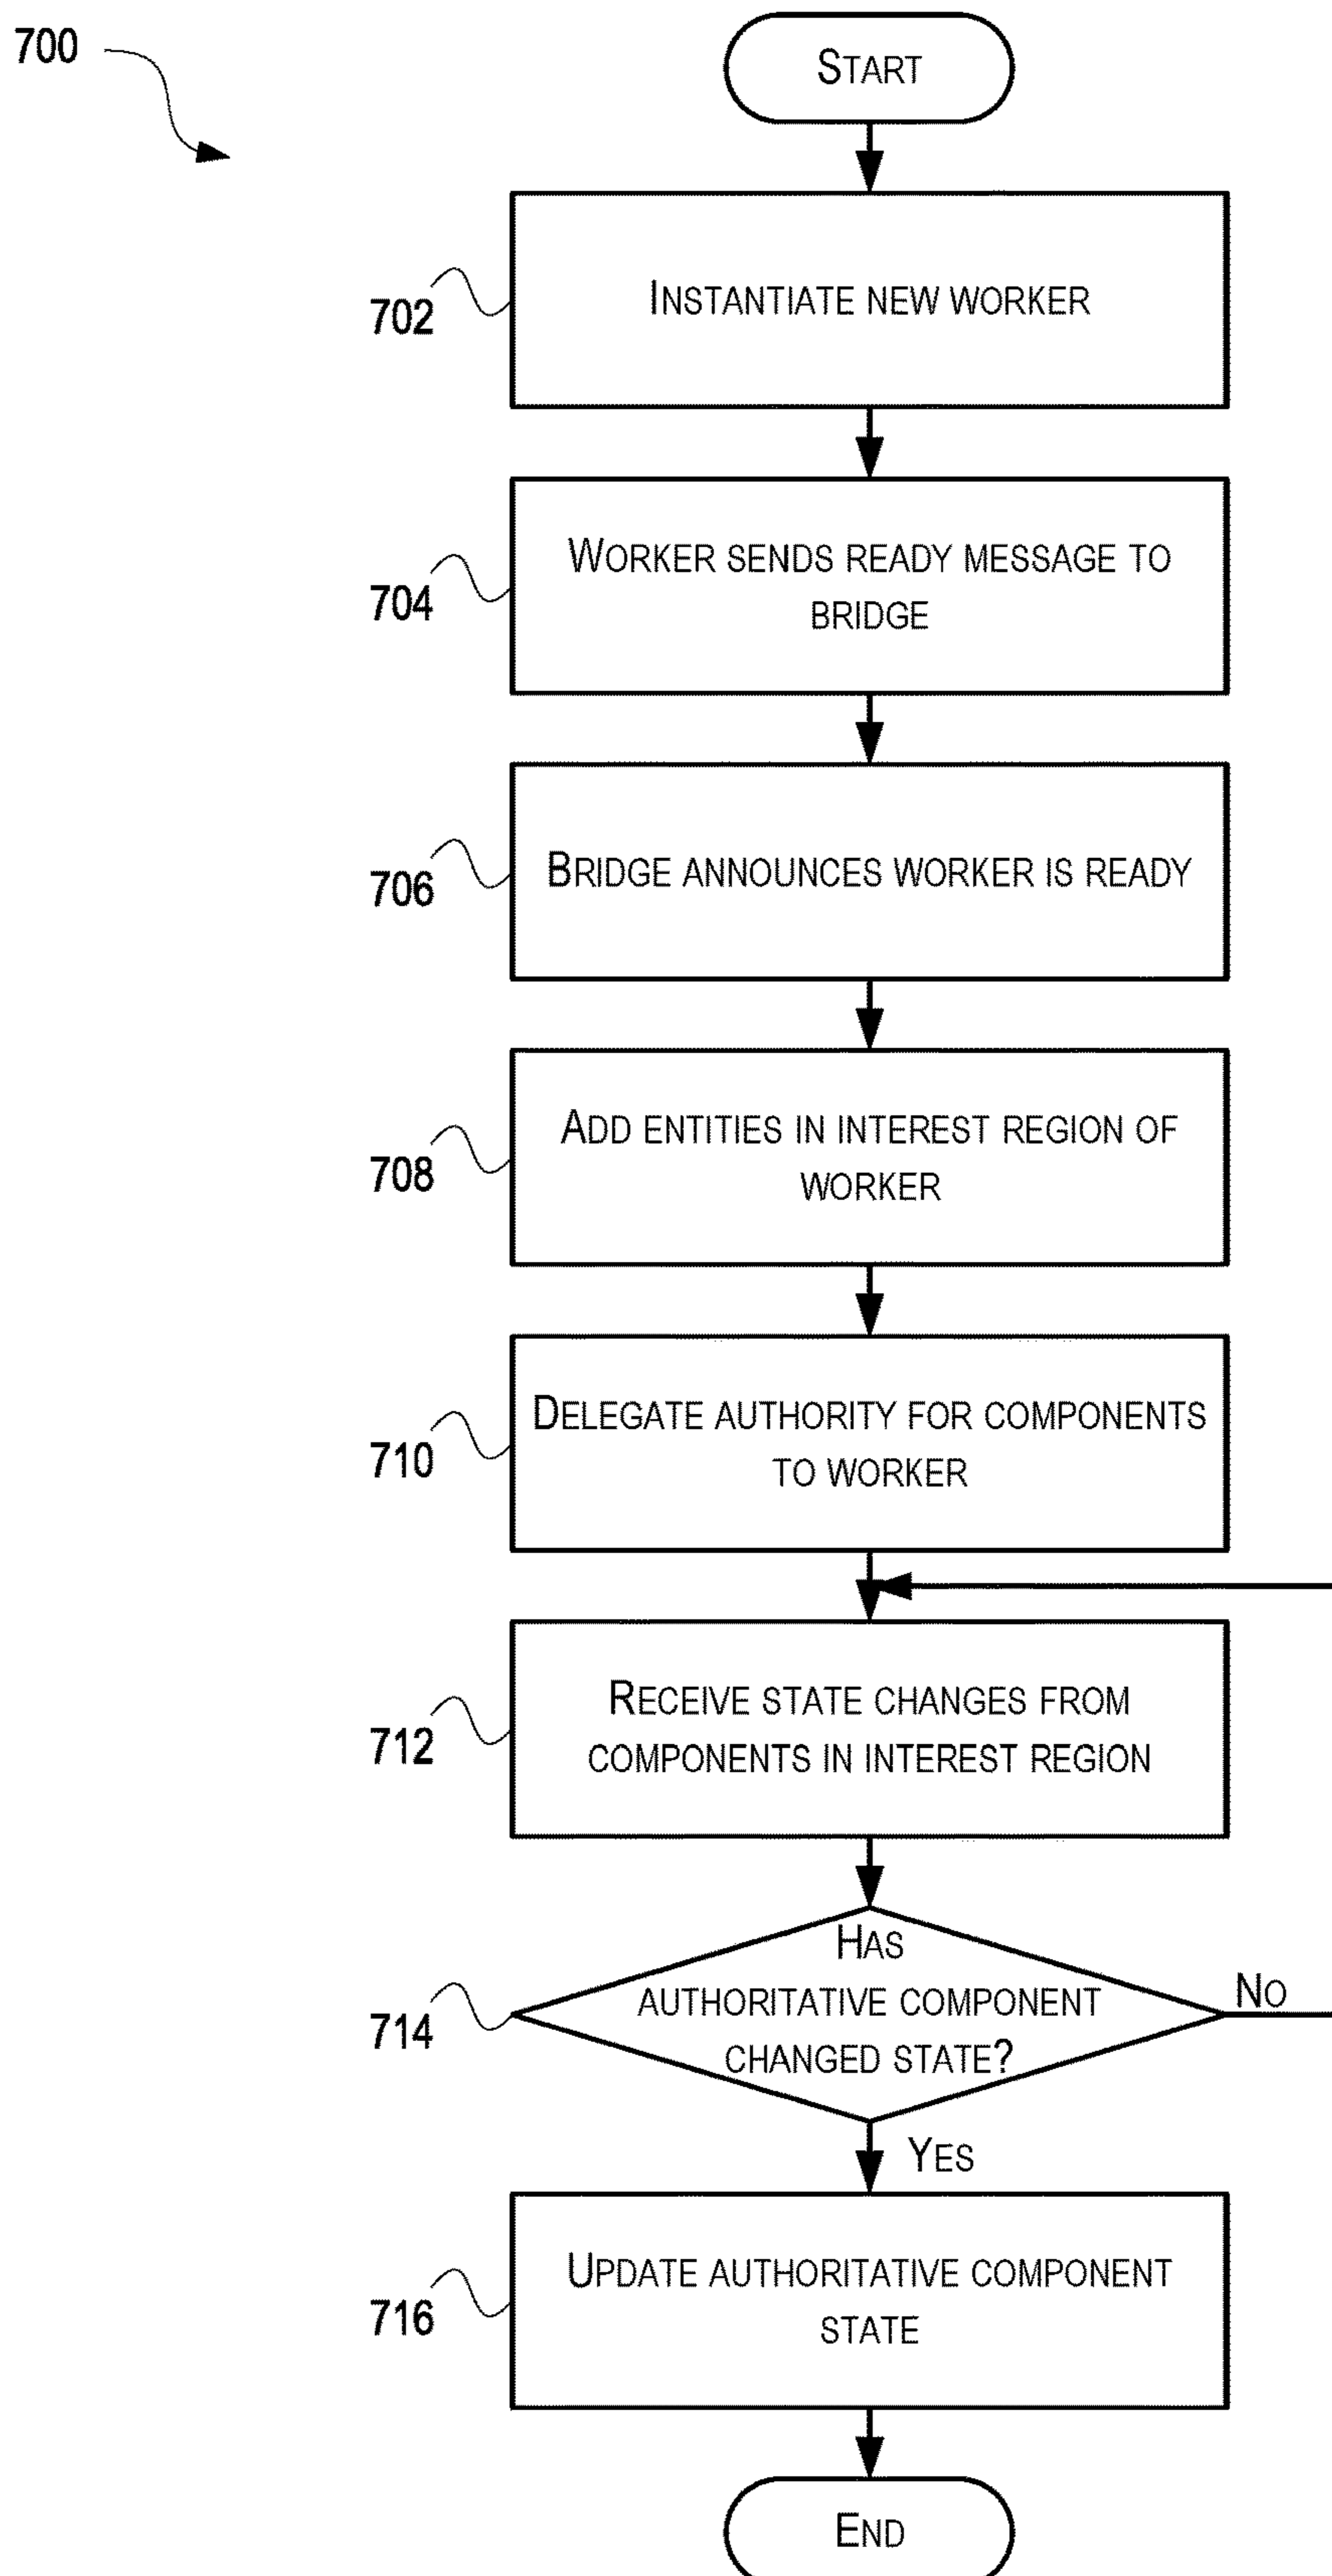 700
START
INSTANTIATE NEW WORKER
702
WORKER SENDS READY MESSAGE TO
BRIDGE
704
BRIDGE ANNOUNCES WORKER IS READY
706
ADD ENTITIES IN INTEREST REGION OF
WORKER
708
DELEGATE AUTHORITY FOR COMPONENTS
TO WORKER
710
RECEIVE STATE CHANGES FROM
COMPONENTS IN INTEREST REGION
712
HAS
AUTHORITATIVE COMPONENT
CHANGED STATE?
714
NO
YES
UPDATE AUTHORITATIVE COMPONENT
STATE
716
END